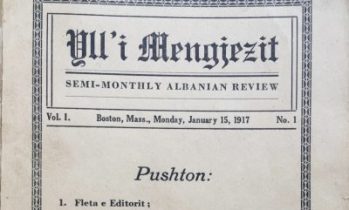 Yll'i Mengjezit
SEMI-MONTHLY ALBANIAN REVIEW
Vol. I. Boston, Mass., Monday, January 15, 1917 No. 1
Pushton:
1. Fleta e Editorit;